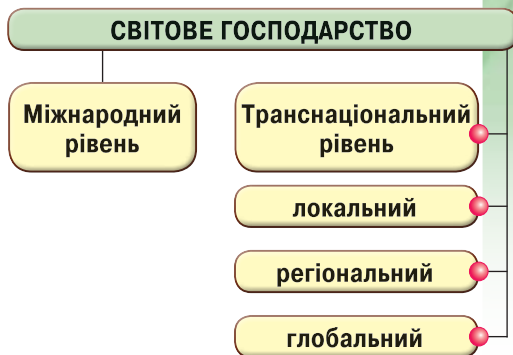 СВІТОВЕ ГОСПОДАРСТВО
Міжнародний
рівень
Транснаціональний
рівень
локальний
регіональний
глобальний